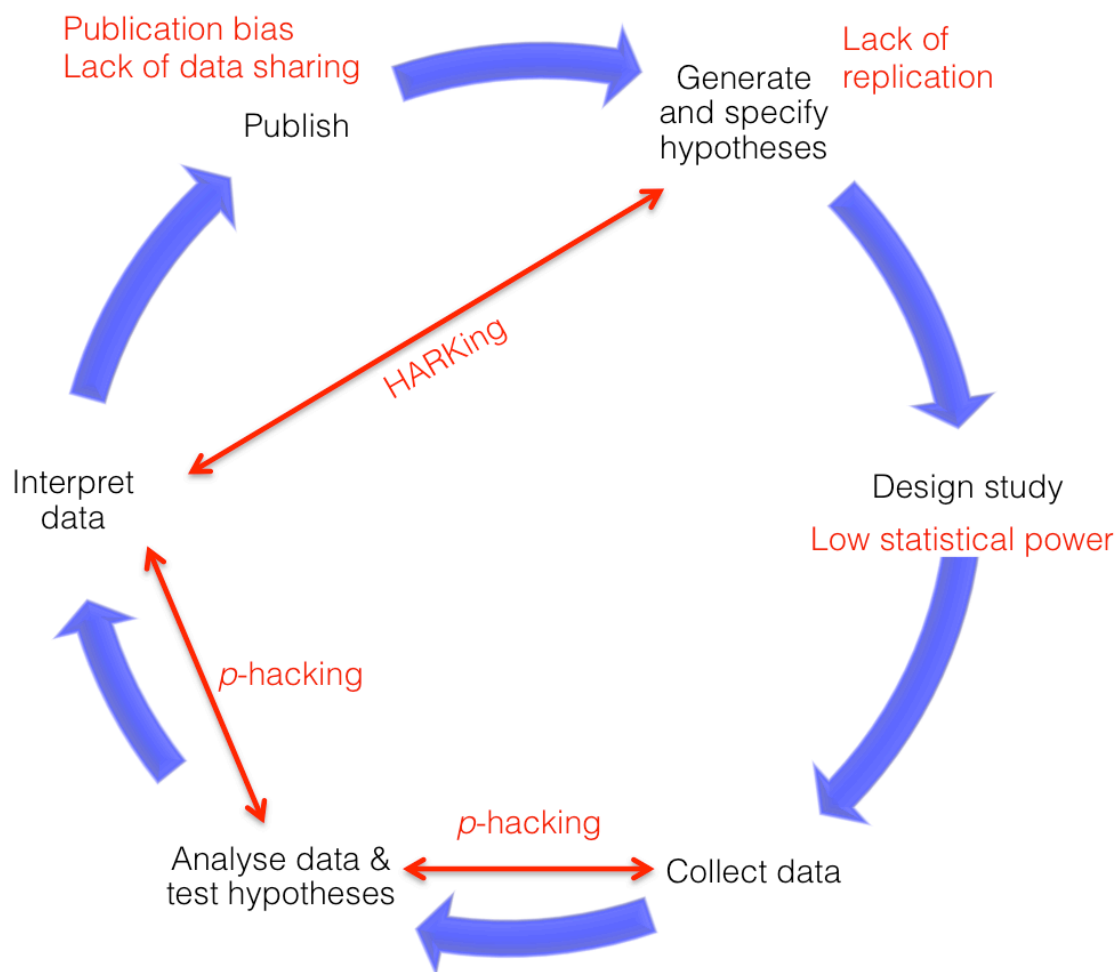 Publication bias
Lack of data sharing
Publish
Lack of
replication
Generate
and specify
hypotheses
HARKing
Design study
Low statistical power
Interpret
data
p-hacking
p-hacking
Analyse data &
test hypotheses
Collect data